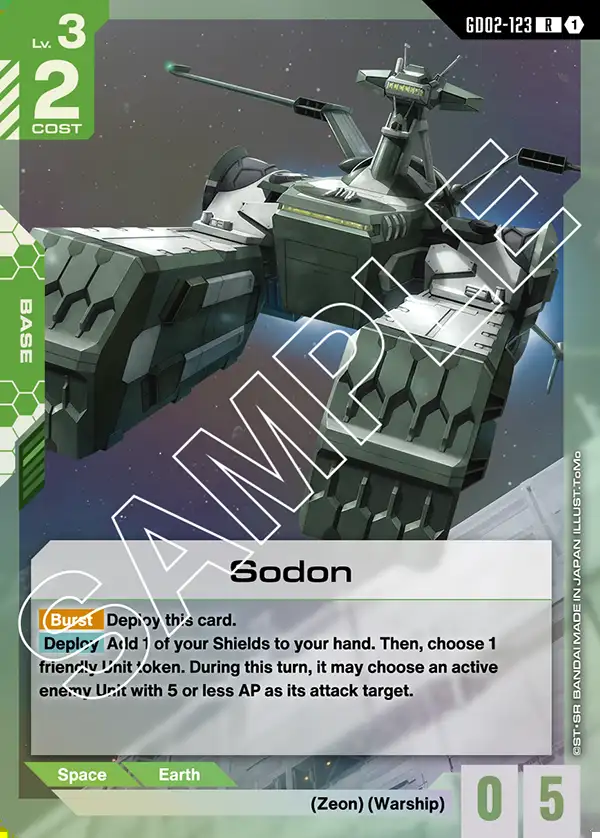 GD02-123 R 1
Lv. 3
2
COST
BASE
SAMPLE
©ST・SR BANDAI MADE IN JAPAN ILLUST.ToMo
Sodon
Burst Deploy this card.
Deploy Add 1 of your Shields to your hand. Then, choose 1
friendly Unit token. During this turn, it may choose an active
enemy Unit with 5 or less AP as its attack target.
Space Earth
(Zeon) (Warship)
0 5